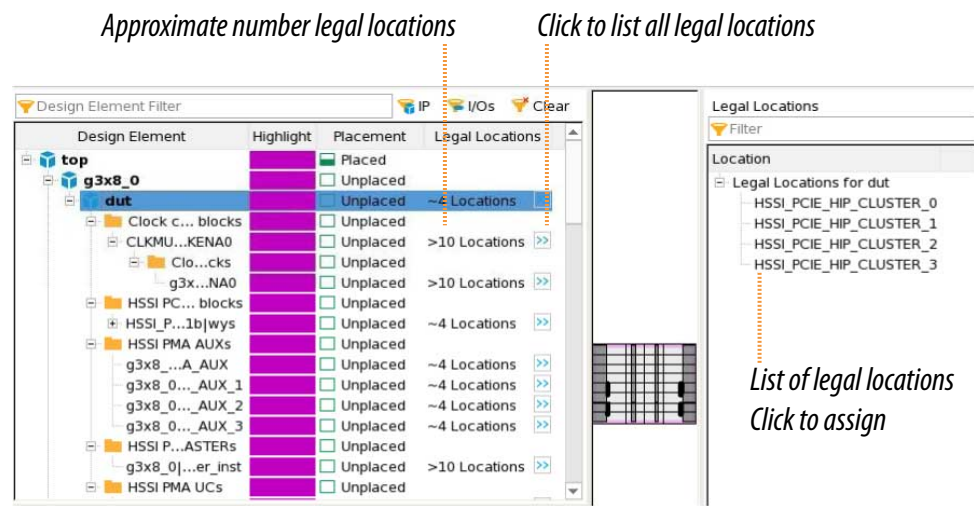 Approximate number legal locations
Click to list all legal locations
Design Element Filter
IP
I/Os
Clear
Design Element Highlight Placement Legal Locations
top Placed
g3x8_0 Unplaced
dut Unplaced ~4 Locations
Clock c... blocks Unplaced
CLKMU...KENA0 >10 Locations >>
Clo...cks Unplaced
g3x...NA0 Unplaced >10 Locations >>
HSSI PC... blocks Unplaced
HSSI_P...1b|wys Unplaced ~4 Locations >>
HSSI PMA AUXs Unplaced
g3x8_...A_AUX Unplaced ~4 Locations >>
g3x8_0..._AUX_1 Unplaced ~4 Locations >>
g3x8_0..._AUX_2 Unplaced ~4 Locations >>
g3x8_0..._AUX_3 Unplaced ~4 Locations >>
HSSI P...ASTERs Unplaced
g3x8_0|...er_inst Unplaced >10 Locations >>
HSSI PMA UCs Unplaced
Legal Locations
Filter
Location
Legal Locations for dut
HSSI_PCIE_HIP_CLUSTER_0
HSSI_PCIE_HIP_CLUSTER_1
HSSI_PCIE_HIP_CLUSTER_2
HSSI_PCIE_HIP_CLUSTER_3
List of legal locations
Click to assign